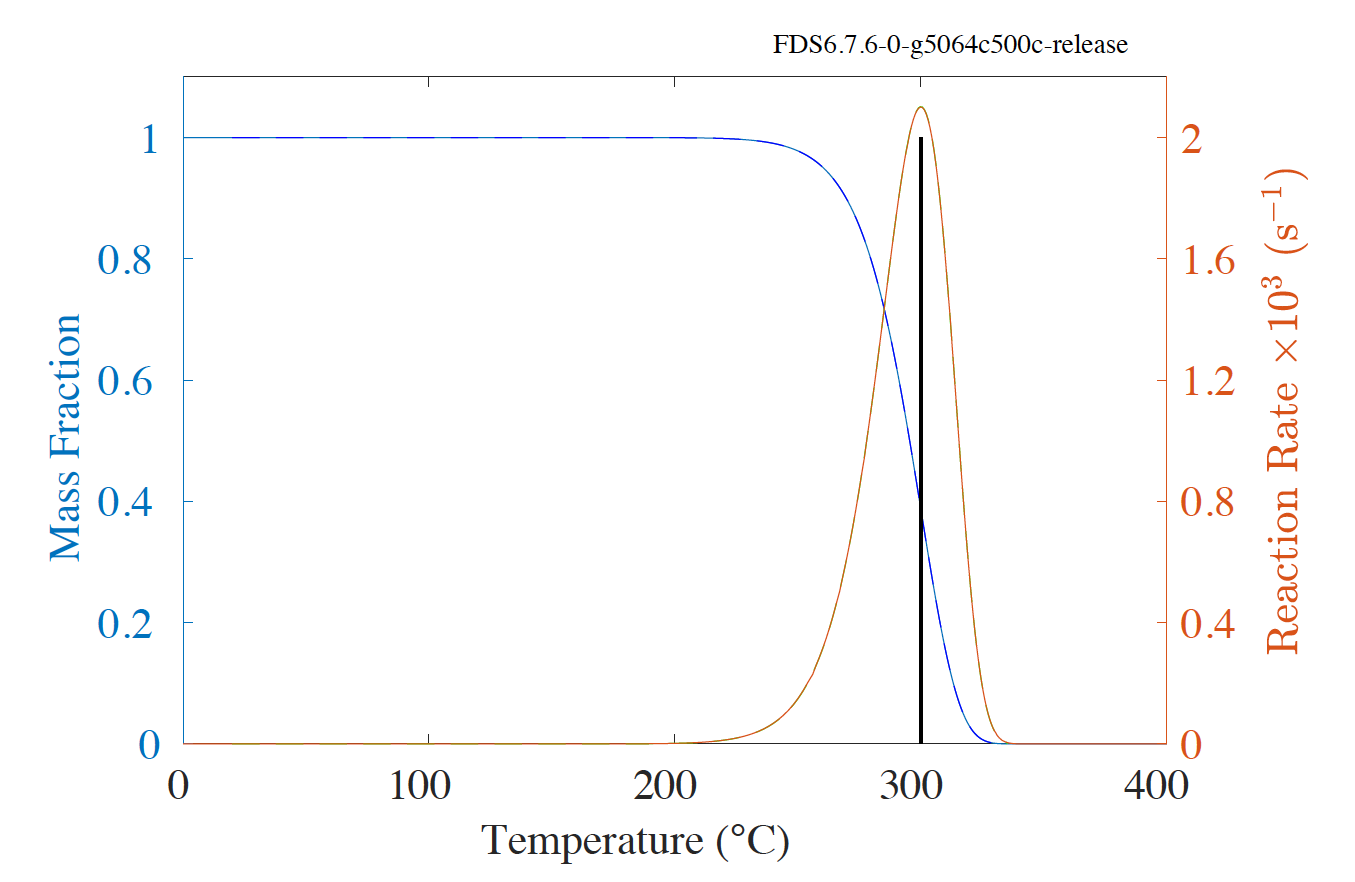 FDS6.7.6-0-g5064c500c-release
1
0.8
0.6
0.4
0.2
0
Mass Fraction
2
1.6
1.2
0.8
0.4
0
Reaction Rate ×10³ (s⁻¹)
0 100 200 300 400
Temperature (°C)